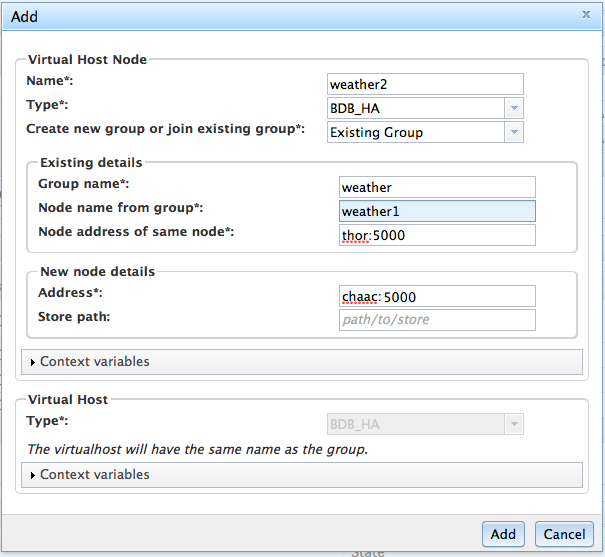 Add x
Virtual Host Node
Name*: weather2
Type*: BDB_HA
Create new group or join existing group*: Existing Group
Existing details
Group name*: weather
Node name from group*: weather1
Node address of same node*: thor:5000
New node details
Address*: chaac:5000
Store path: path/to/store
Context variables
Virtual Host
Type*: BDB_HA
The virtualhost will have the same name as the group.
Context variables
Add Cancel
State